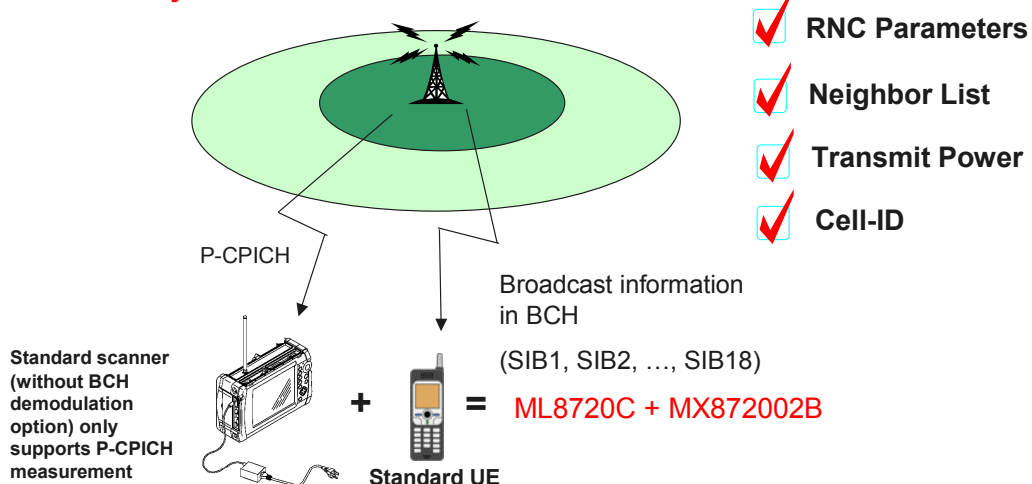 RNC Parameters
Neighbor List
Transmit Power
Cell-ID
P-CPICH
Broadcast information
in BCH
(SIB1, SIB2, …, SIB18)
Standard scanner
(without BCH
demodulation
option) only
supports P-CPICH
measurement
+
=
ML8720C + MX872002B
Standard UE